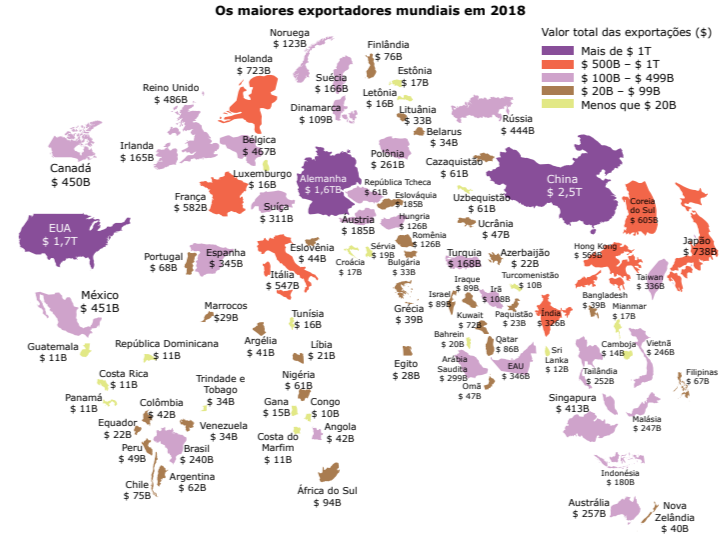 Os maiores exportadores mundiais em 2018
Valor total das exportações ($)
Mais de $ 1T
$ 500B – $ 1T
$ 100B – $ 499B
$ 20B – $ 99B
Menos que $ 20B
Noruega
$ 123B
Finlândia
$ 76B
Holanda
$ 723B
Suécia
$ 166B
Estônia
$ 17B
Reino Unido
$ 486B
Letônia
$ 16B
Dinamarca
$ 109B
Lituânia
$ 33B
Rússia
$ 444B
Belarus
$ 34B
Irlanda
$ 165B
Bélgica
$ 467B
Polônia
$ 261B
Cazaquistão
$ 61B
Canadá
$ 450B
Luxemburgo
$ 16B
Alemanha
$ 1,6TB
República Tcheca
$ 61B
China
$ 2,5T
França
$ 582B
Suíça
$ 311B
Eslováquia
$ 185B
Uzbequistão
$ 61B
Coreia
do Sul
$ 605B
Áustria
$ 185B
Hungria
$ 126B
Ucrânia
$ 47B
EUA
$ 1,7T
Portugal
$ 68B
Espanha
$ 345B
Eslovênia
$ 44B
Romênia
$ 126B
Japão
$ 738B
Itália
$ 547B
Croácia
$ 17B
Sérvia
$ 19B
Bulgária
$ 33B
Turquia
$ 168B
Azerbaijão
$ 22B
Hong Kong
$ 569B
Taiwan
$ 336B
México
$ 451B
Marrocos
$29B
Tunísia
$ 16B
Grécia
$ 39B
Israel
$ 89B
Iraque
$ 89B
Irã
$ 108B
Turcomenistão
$ 10B
Kuwait
$ 72B
Paquistão
$ 23B
Índia
$ 326B
Bangladesh
$ 39B
Mianmar
$ 17B
Guatemala
$ 11B
República Dominicana
$ 11B
Argélia
$ 41B
Líbia
$ 21B
Egito
$ 28B
Bahrein
$ 20B
Qatar
$ 86B
Arábia
Saudita
$ 299B
EAU
$ 346B
Sri
Lanka
$ 12B
Camboja
$ 14B
Vietnã
$ 246B
Costa Rica
$ 11B
Trinidade e
Tobago
$ 34B
Nigéria
$ 61B
Omã
$ 47B
Tailândia
$ 252B
Filipinas
$ 67B
Panamá
$ 11B
Colômbia
$ 42B
Gana
$ 15B
Congo
$ 10B
Singapura
$ 413B
Equador
$ 22B
Venezuela
$ 34B
Angola
$ 42B
Malásia
$ 247B
Peru
$ 49B
Brasil
$ 240B
Costa do
Marfim
$ 11B
Indonésia
$ 180B
Chile
$ 75B
Argentina
$ 62B
África do Sul
$ 94B
Austrália
$ 257B
Nova
Zelândia
$ 40B